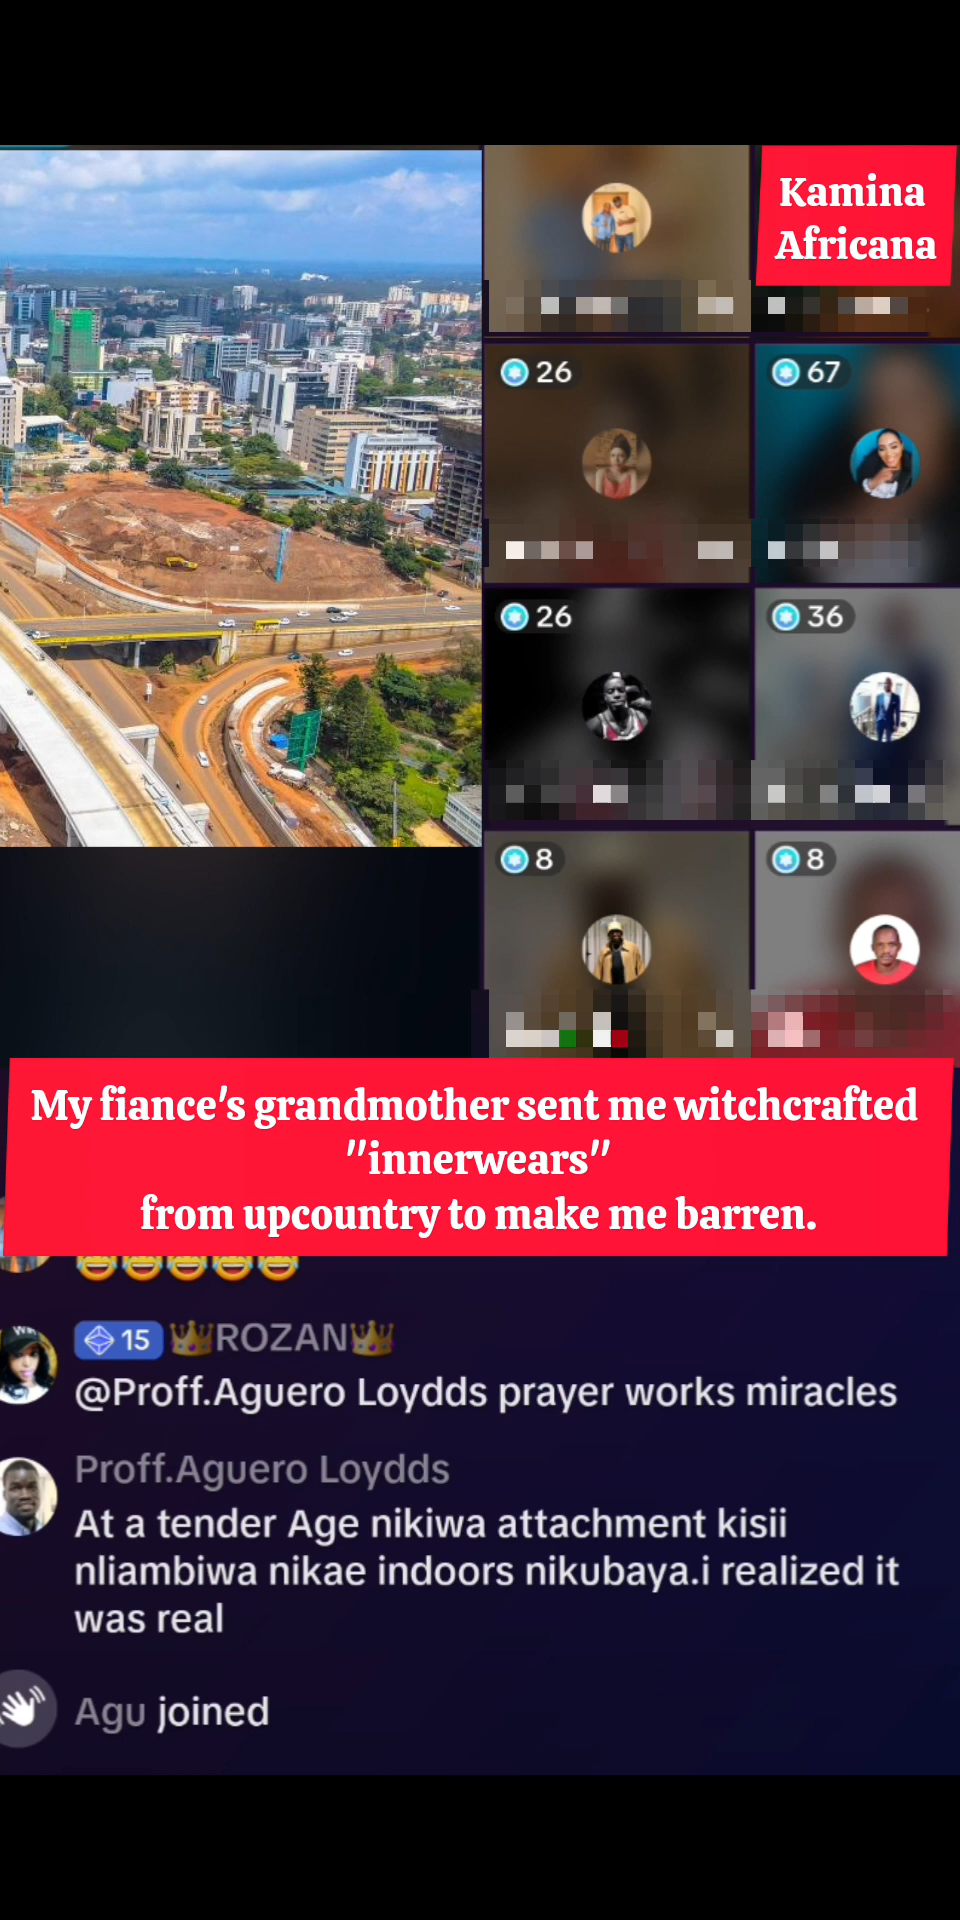 Kamina
Africana
26
67
26
36
8
8
My fiance's grandmother sent me witchcrafted
"innerwears"
from upcountry to make me barren.
😂😂😂😂😂
15 👑ROZAN👑
@Proff.Aguero Loydds prayer works miracles
Proff.Aguero Loydds
At a tender Age nikiwa attachment kisii
nliambiwa nikae indoors nikubaya.i realized it
was real
Agu joined